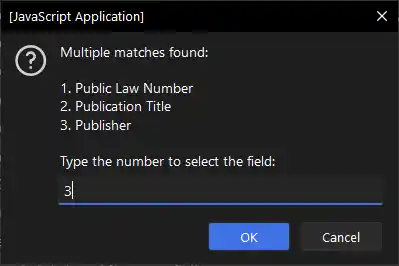 [JavaScript Application]
Multiple matches found:
1. Public Law Number
2. Publication Title
3. Publisher
Type the number to select the field:
3
OK Cancel